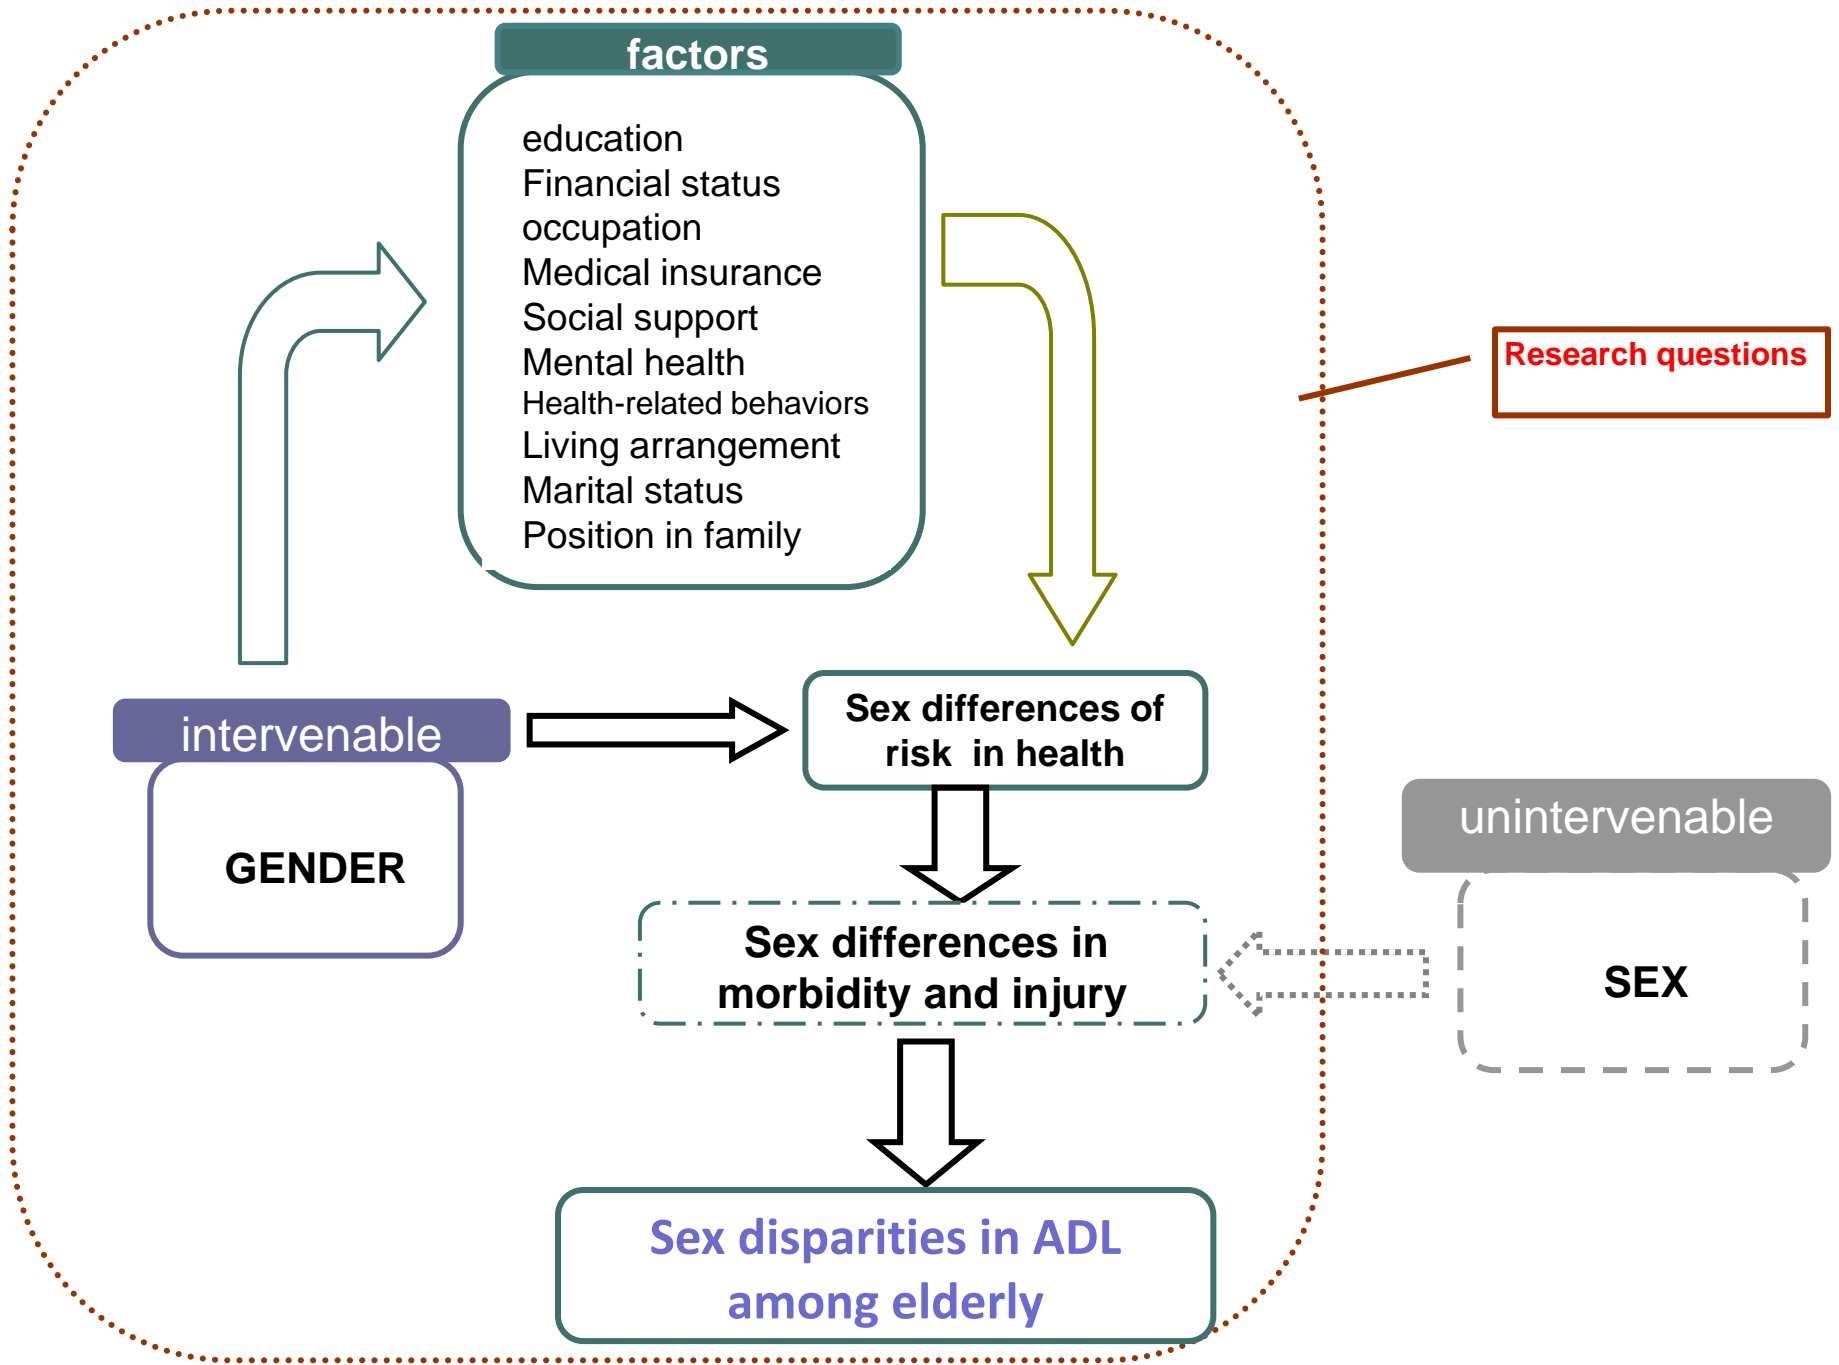 factors
education
Financial status
occupation
Medical insurance
Social support
Mental health
Health-related behaviors
Living arrangement
Marital status
Position in family
Research questions
intervenable
GENDER
Sex differences of
risk in health
unintervenable
SEX
Sex differences in
morbidity and injury
Sex disparities in ADL
among elderly